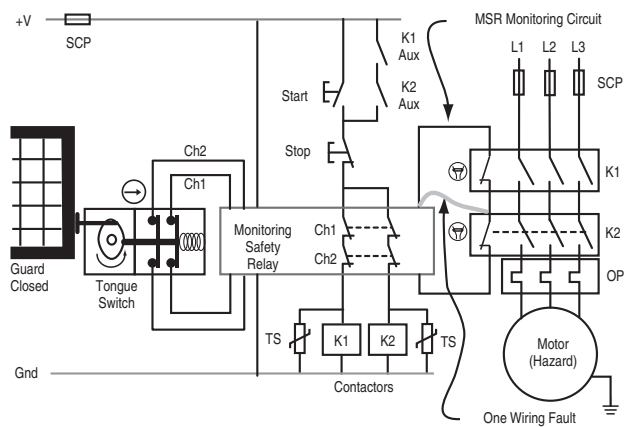 +V
SCP
MSR Monitoring Circuit
K1
Aux
K2
Aux
L1
L2
L3
SCP
Start
Stop
Ch2
Ch1
K1
K2
Monitoring
Safety
Relay
Ch1
Ch2
OP
Guard
Closed
Tongue
Switch
TS
K1
K2
TS
Motor
(Hazard)
Gnd
Contactors
One Wiring Fault